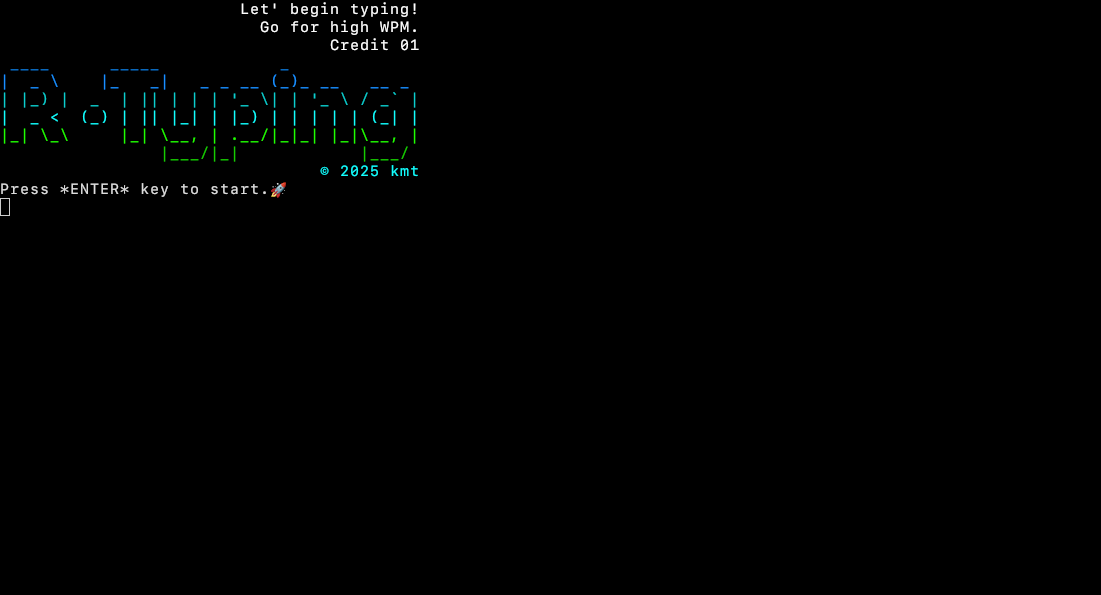 Let' begin typing!
Go for high WPM.
Credit 01
R•Typing
© 2025 kmt
Press *ENTER* key to start.🚀